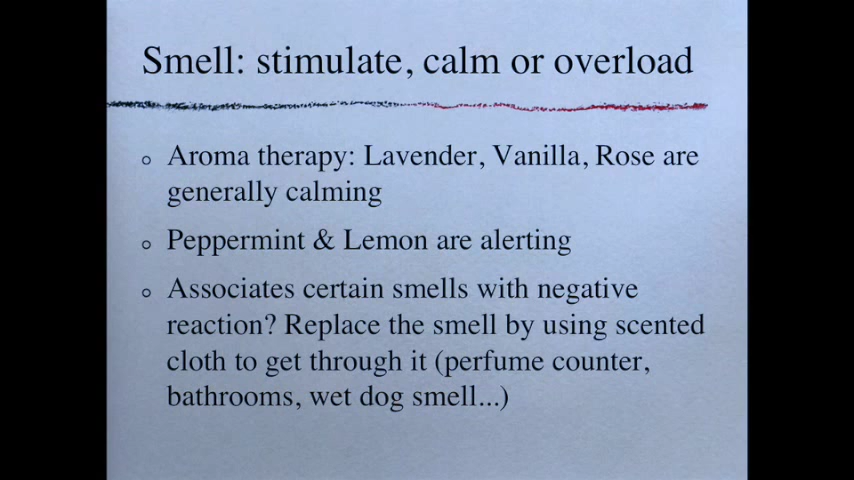 Smell: stimulate, calm or overload
Aroma therapy: Lavender, Vanilla, Rose are
generally calming
Peppermint & Lemon are alerting
Associates certain smells with negative
reaction? Replace the smell by using scented
cloth to get through it (perfume counter,
bathrooms, wet dog smell...)